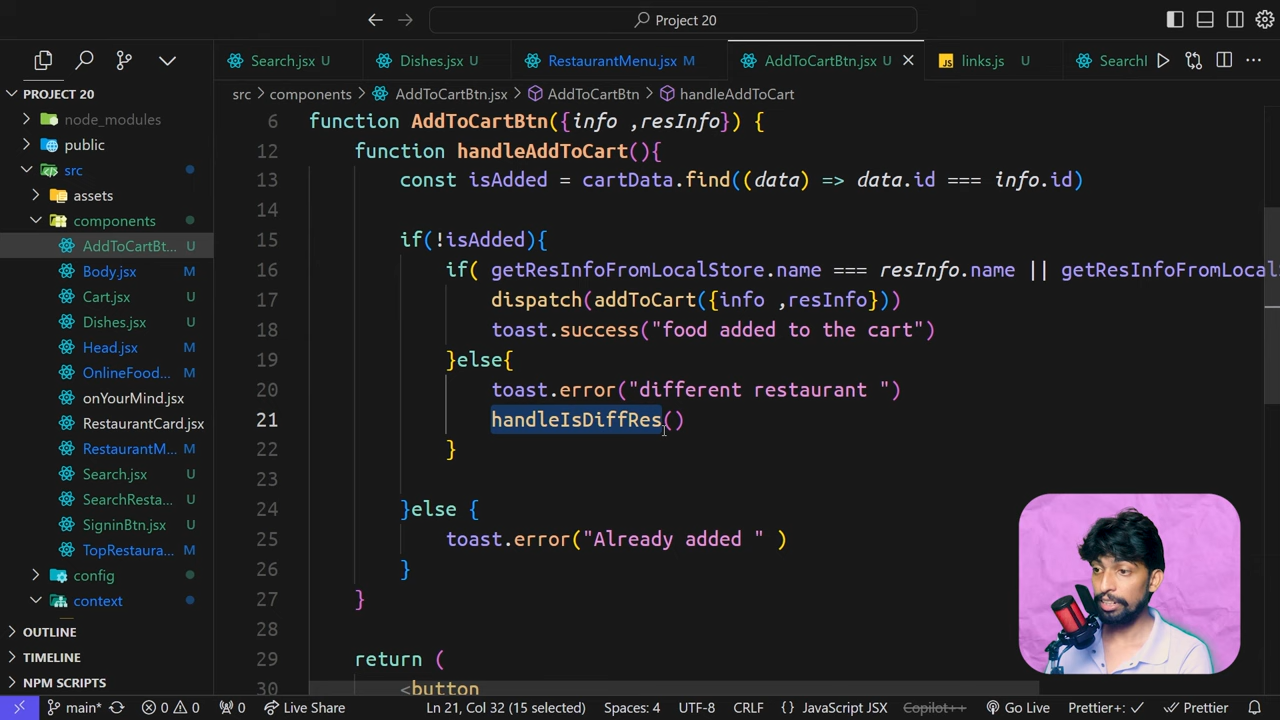 Project 20
Search.jsx U
Dishes.jsx U
RestaurantMenu.jsx M
AddToCartBtn.jsx U
links.js U
SearchI
PROJECT 20
node_modules
public
src
assets
components
AddToCartBt... U
Body.jsx M
Cart.jsx U
Dishes.jsx U
Head.jsx M
OnlineFood... M
onYourMind.jsx
RestaurantCard.jsx
RestaurantM... M
Search.jsx U
SearchResta... U
SigninBtn.jsx U
TopRestaura... M
config
context
OUTLINE
TIMELINE
NPM SCRIPTS
src > components > AddToCartBtn.jsx > AddToCartBtn > handleAddToCart
6 function AddToCartBtn({info ,resInfo}) {
12 function handleAddToCart(){
13 const isAdded = cartData.find((data) => data.id === info.id)
14
15 if(!isAdded){
16 if( getResInfoFromLocalStore.name === resInfo.name || getResInfoFromLocalS
17 dispatch(addToCart({info ,resInfo}))
18 toast.success("food added to the cart")
19 }else{
20 toast.error("different restaurant ")
21 handleIsDiffRes()
22 }
23
24 }else {
25 toast.error("Already added " )
26 }
27 }
28
29 return (
30 <button
main* 0 0 0 Live Share Ln 21, Col 32 (15 selected) Spaces: 4 UTF-8 CRLF {} JavaScript JSX Copilot++ Go Live Prettier+: Prettier